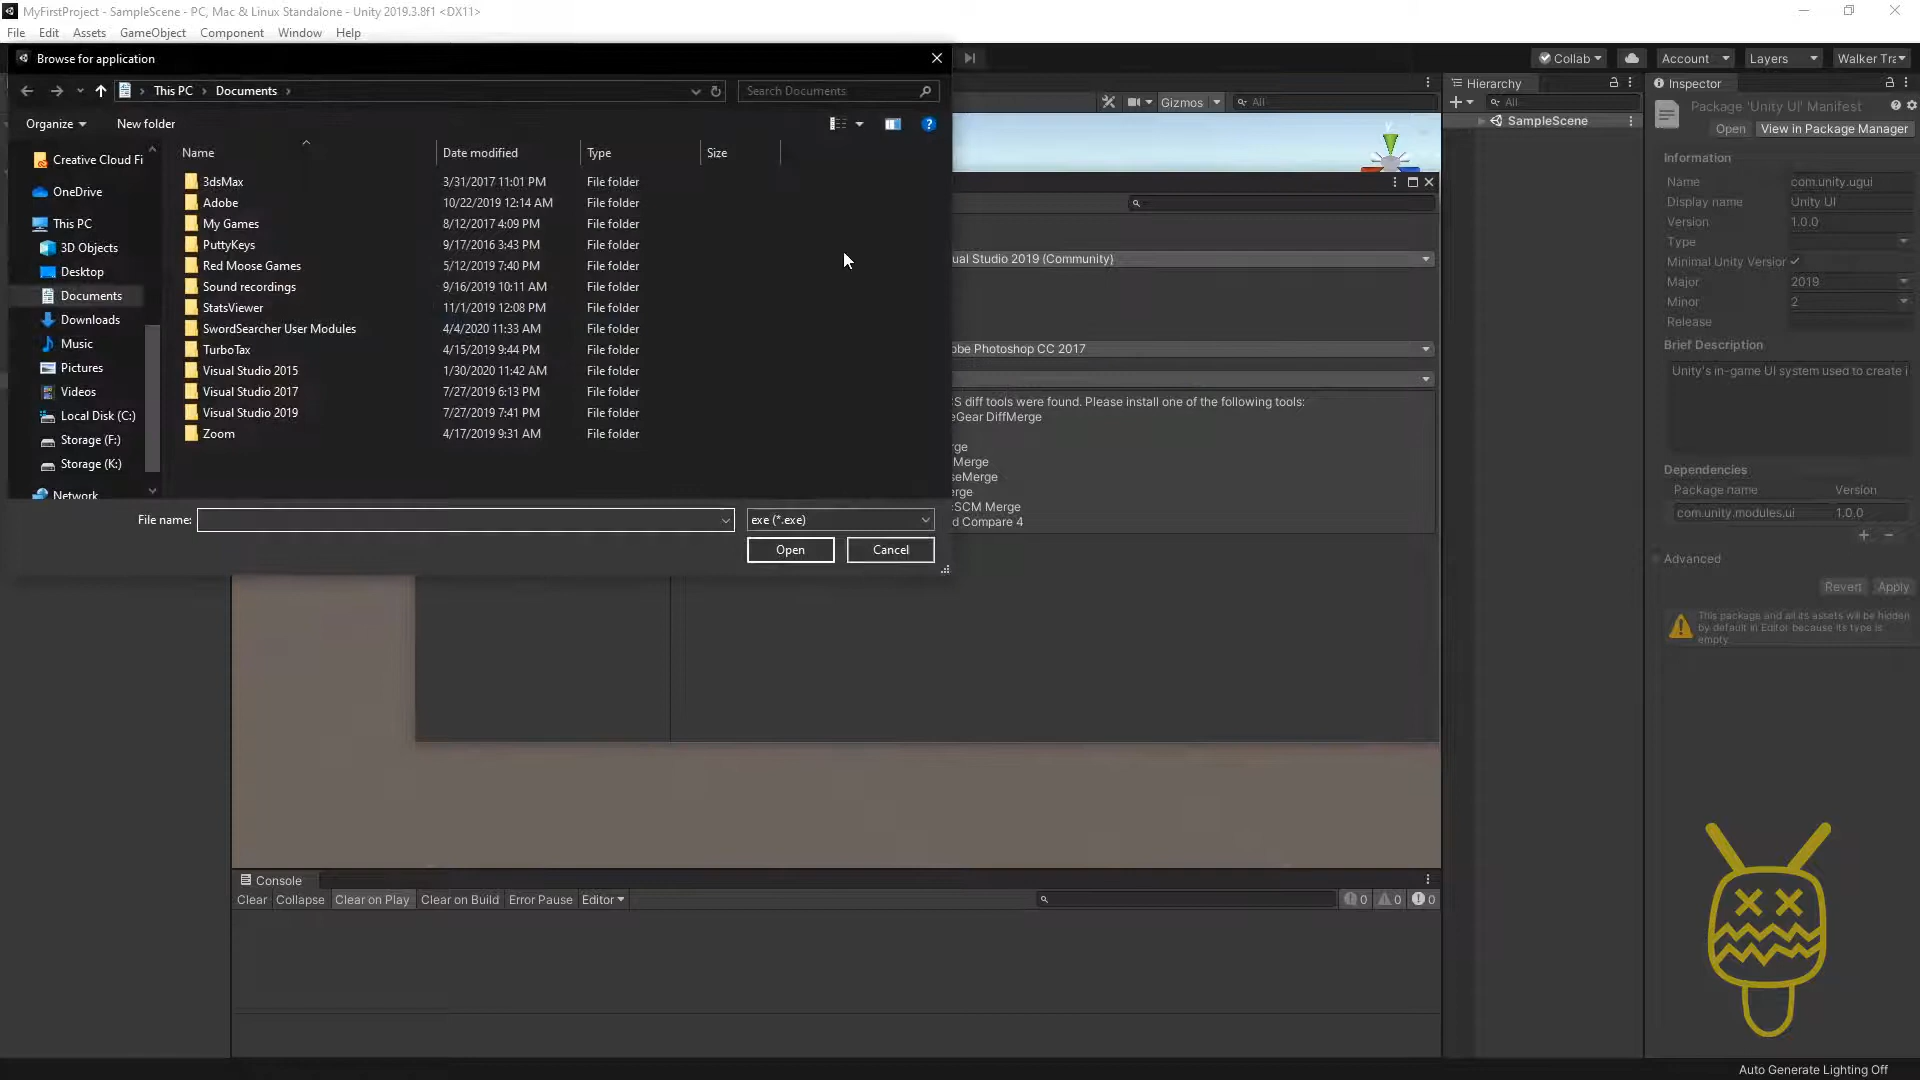 MyFirstProject - SampleScene - PC, Mac & Linux Standalone - Unity 2019.3.8f1 <DX11>
File Edit Assets GameObject Component Window Help
Browse for application
This PC > Documents >
Search Documents
Organize New folder
Name Date modified Type Size
Creative Cloud Fi
OneDrive
This PC
3D Objects
Desktop
Documents
Downloads
Music
Pictures
Videos
Local Disk (C:)
Storage (F:)
Storage (K:)
Network
3dsMax 3/31/2017 11:01 PM File folder
Adobe 10/22/2019 12:14 AM File folder
My Games 8/12/2017 4:09 PM File folder
PuttyKeys 9/17/2016 3:43 PM File folder
Red Moose Games 5/12/2019 7:40 PM File folder
Sound recordings 9/16/2019 10:11 AM File folder
StatsViewer 11/1/2019 12:08 PM File folder
SwordSearcher User Modules 4/4/2020 11:33 AM File folder
TurboTax 4/15/2019 9:44 PM File folder
Visual Studio 2015 1/30/2020 11:42 AM File folder
Visual Studio 2017 7/27/2019 6:13 PM File folder
Visual Studio 2019 7/27/2019 7:41 PM File folder
Zoom 4/17/2019 9:31 AM File folder
File name: exe (*.exe)
Open Cancel
Collab Account Layers Walker Tra
Gizmos All
ual Studio 2019 (Community)
obe Photoshop CC 2017
CS diff tools were found. Please install one of the following tools:
eGear DiffMerge
rge
Merge
seMerge
erge
cSCM Merge
d Compare 4
Hierarchy
All
SampleScene
Inspector
Package 'Unity UI' Manifest
Open View in Package Manager
Information
Name com.unity.ugui
Display name Unity UI
Version 1.0.0
Type
Minimal Unity Version
Major 2019
Minor 2
Release
Brief Description
Unity's in-game UI system used to create i
Dependencies
Package name Version
com.unity.modules.ui 1.0.0
Advanced
Revert Apply
This package and all its assets will be hidden
by default in Editor because its type is
empty.
Console
Clear Collapse Clear on Play Clear on Build Error Pause Editor
0 0 0
Auto Generate Lighting Off